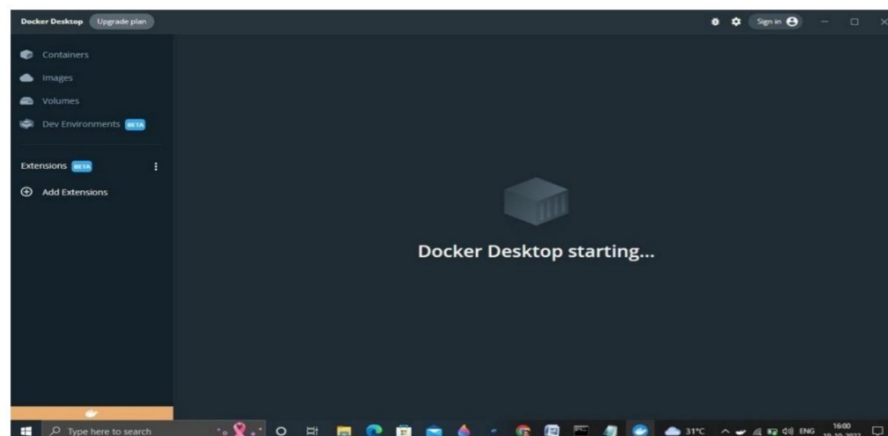 Docker Desktop Upgrade plan Sign in
Containers
Images
Volumes
Dev Environments BETA
Extensions BETA
Add Extensions
Docker Desktop starting...
Type here to search 31°C ENG 16:00